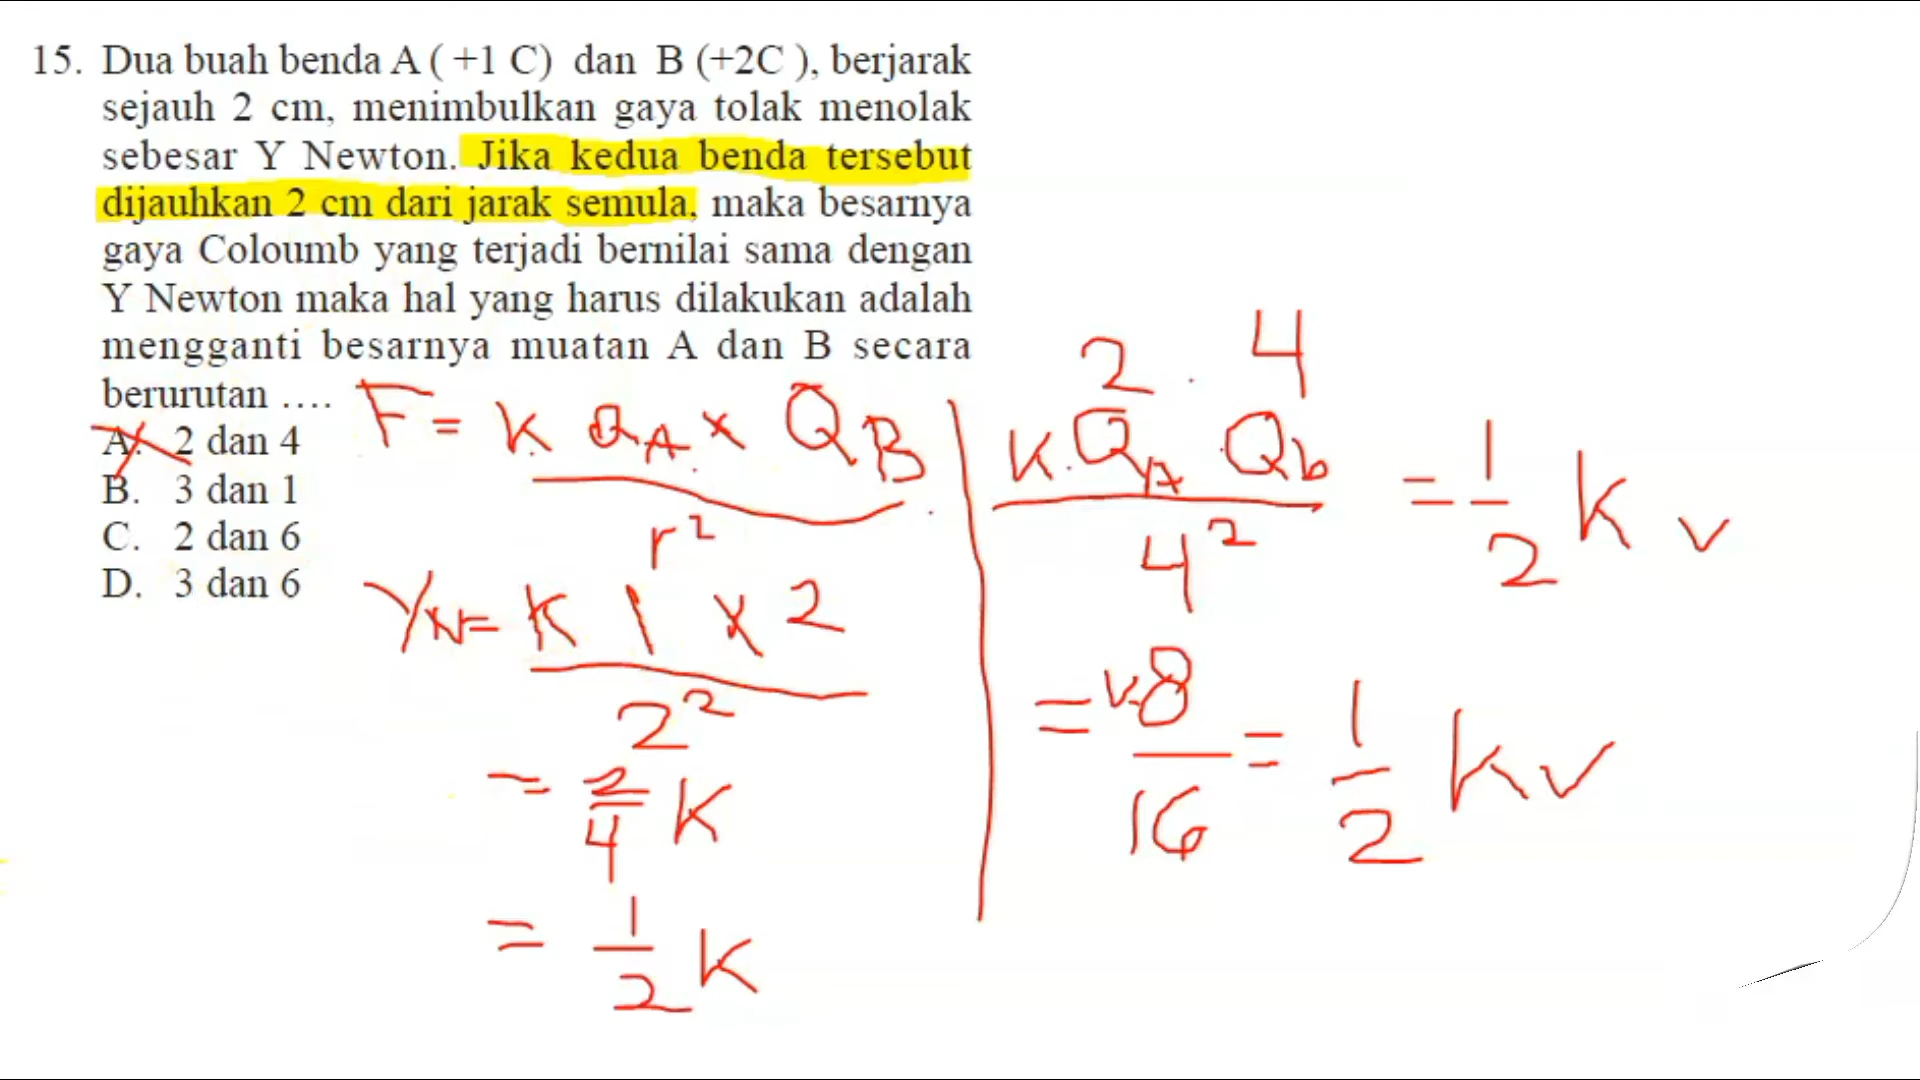 15. Dua buah benda A ( +1 C) dan B (+2C ), berjarak
sejauh 2 cm, menimbulkan gaya tolak menolak
sebesar Y Newton. Jika kedua benda tersebut
dijauhkan 2 cm dari jarak semula, maka besarnya
gaya Coloumb yang terjadi bernilai sama dengan
Y Newton maka hal yang harus dilakukan adalah
mengganti besarnya muatan A dan B secara
berurutan ....
A. 2 dan 4
B. 3 dan 1
C. 2 dan 6
D. 3 dan 6
F = k QA x QB
r²
YN = k 1 x 2
2²
= 2/4 k
= 1/2 k
2 . 4
k. QA . Qb
4²
= 1/2 k v
= k.8
16
= 1/2 k v